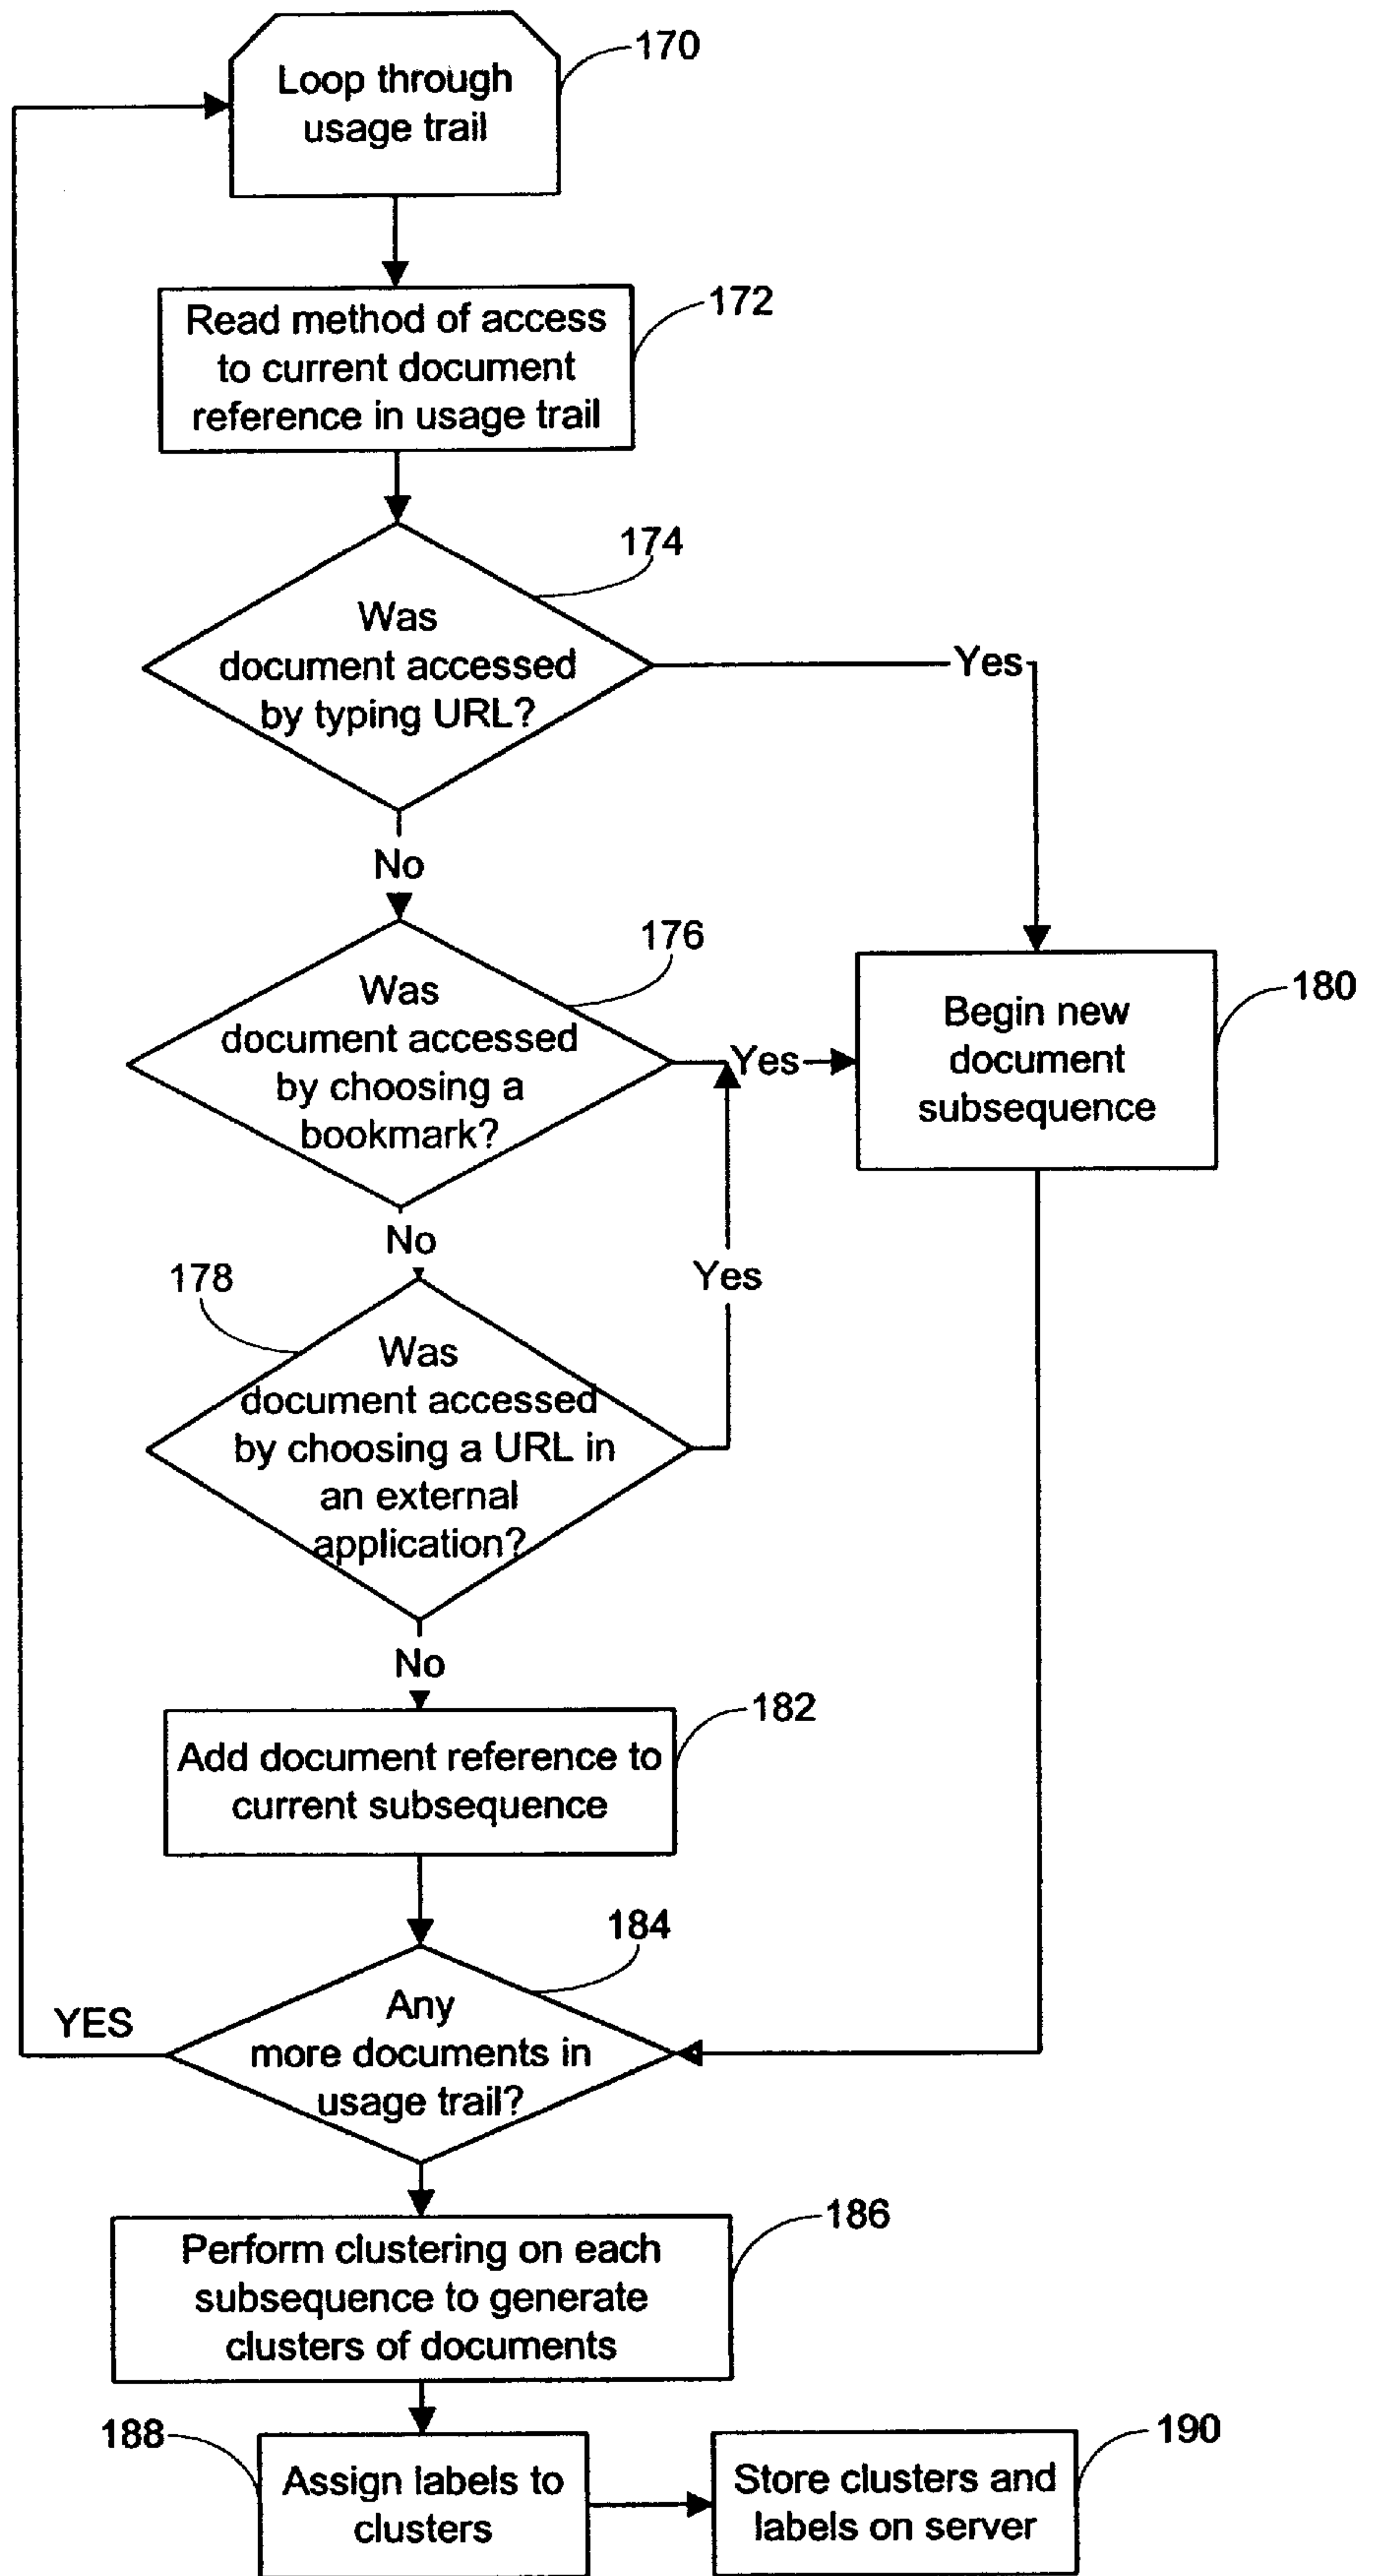 Loop through
usage trail
170
Read method of access
to current document
reference in usage trail
172
174
Was
document accessed
by typing URL?
Yes
No
176
Was
document accessed
by choosing a
bookmark?
Yes
Begin new
document
subsequence
180
No
Yes
178
Was
document accessed
by choosing a URL in
an external
application?
No
182
Add document reference to
current subsequence
184
YES
Any
more documents in
usage trail?
186
Perform clustering on each
subsequence to generate
clusters of documents
188
Assign labels to
clusters
190
Store clusters and
labels on server